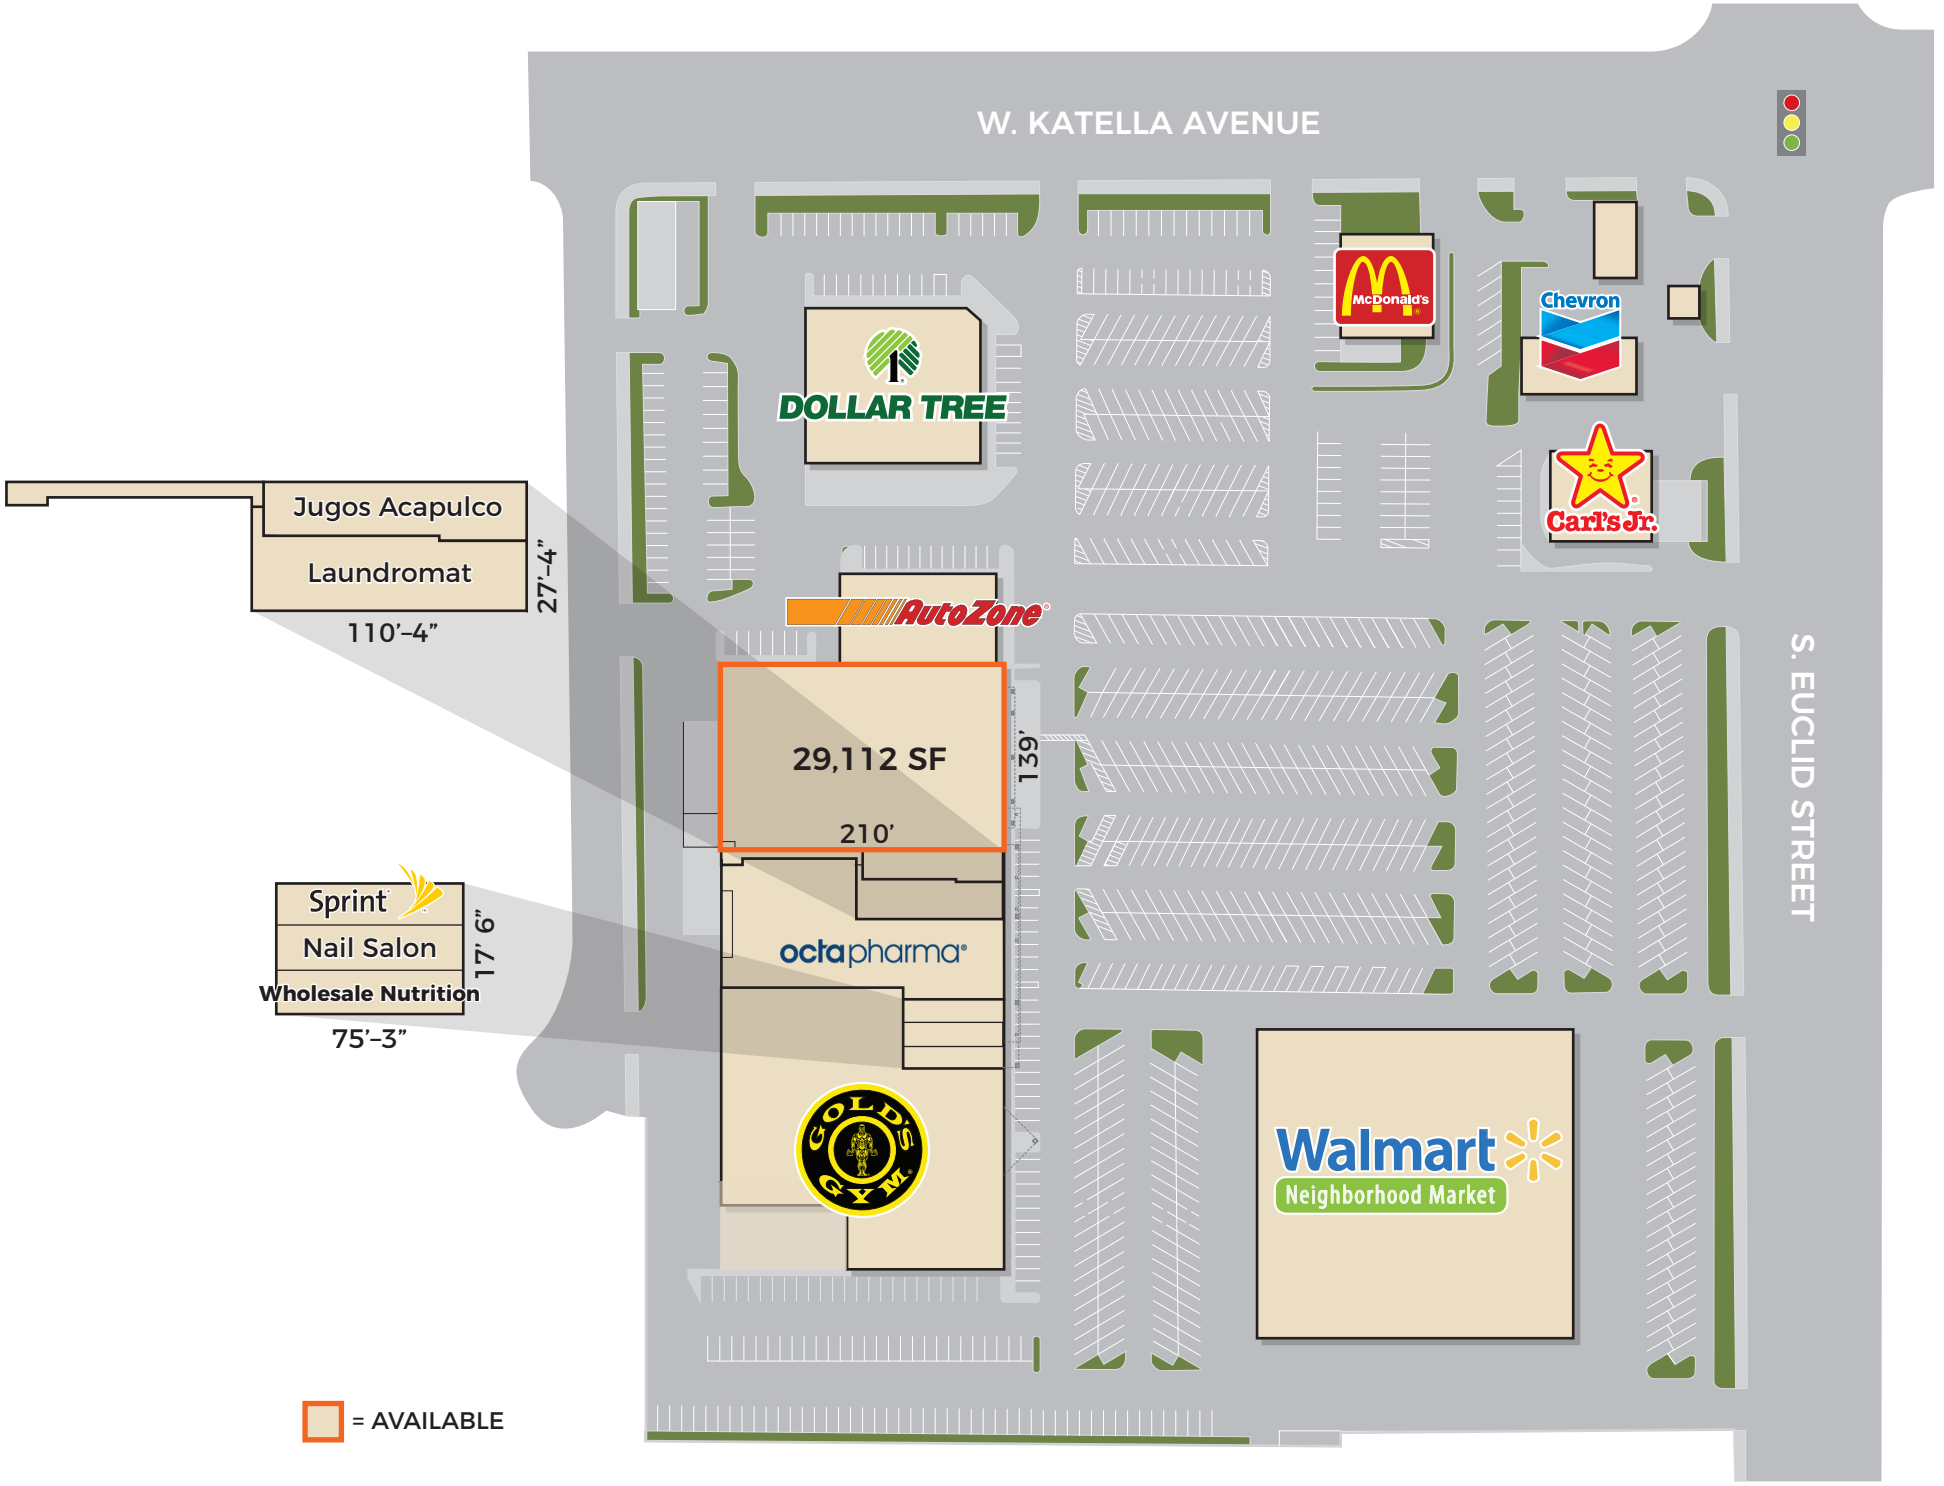 W. KATELLA AVENUE
McDonald's
Chevron
DOLLAR TREE
Carl's Jr.
Jugos Acapulco
Laundromat
27'–4"
110'–4"
AutoZone
S. EUCLID STREET
29,112 SF
139'
210'
Sprint
Nail Salon
Wholesale Nutrition
17' 6"
75'–3"
octapharma
GOLD'S
GYM
Walmart
Neighborhood Market
= AVAILABLE